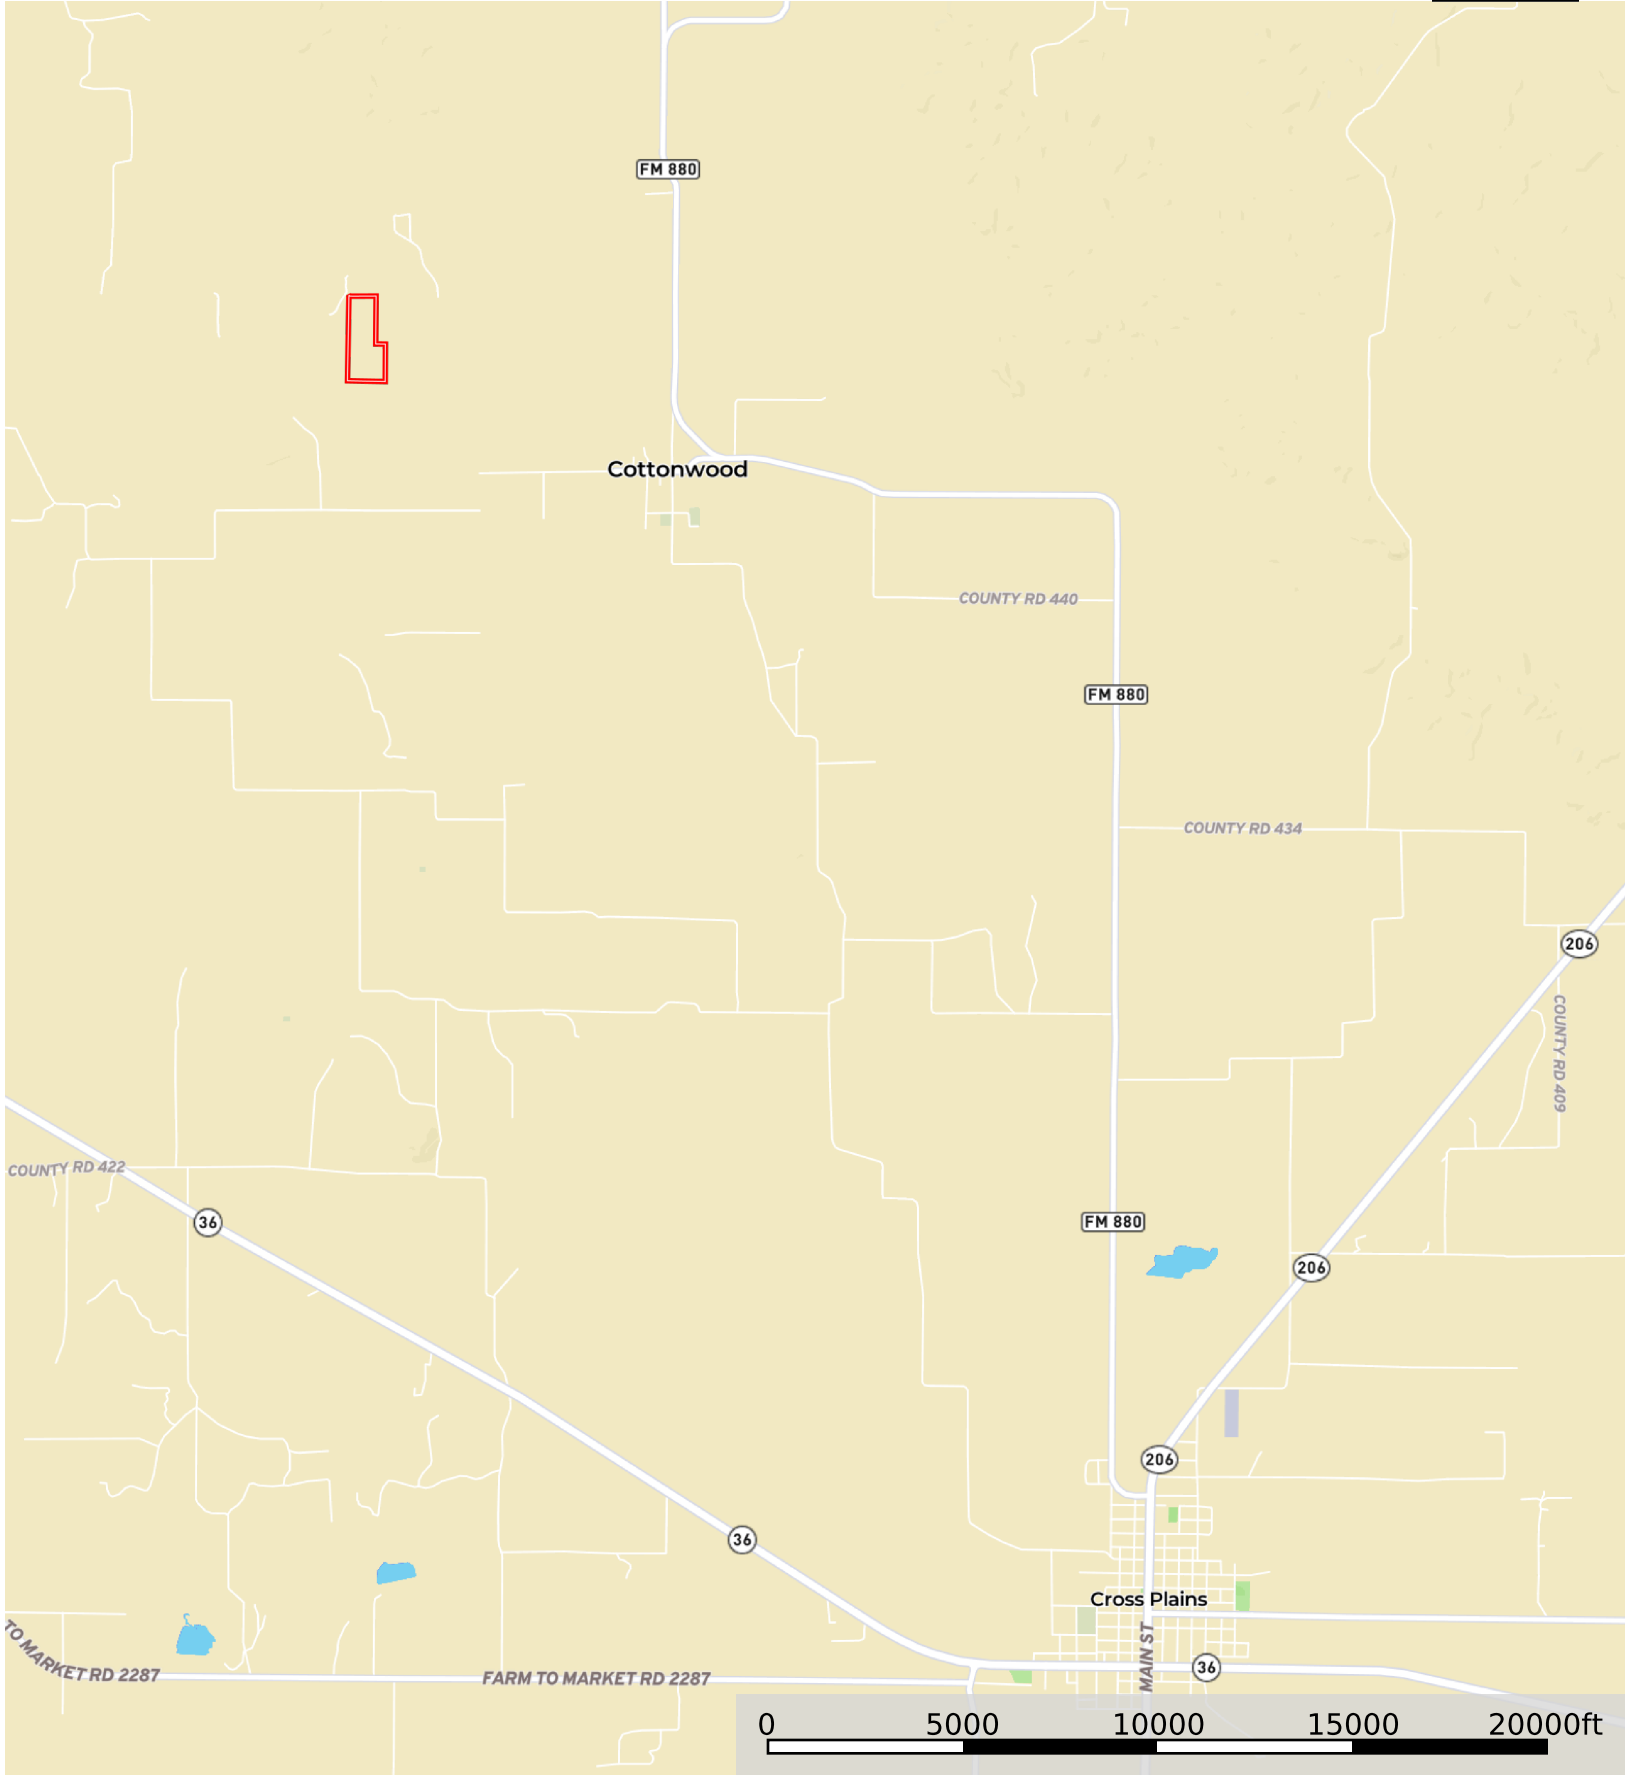 FM 880
Cottonwood
COUNTY RD 440
FM 880
COUNTY RD 434
206
COUNTY RD 409
COUNTY RD 422
36
FM 880
206
206
36
Cross Plains
TO MARKET RD 2287
FARM TO MARKET RD 2287
MAIN ST
36
0 5000 10000 15000 20000ft